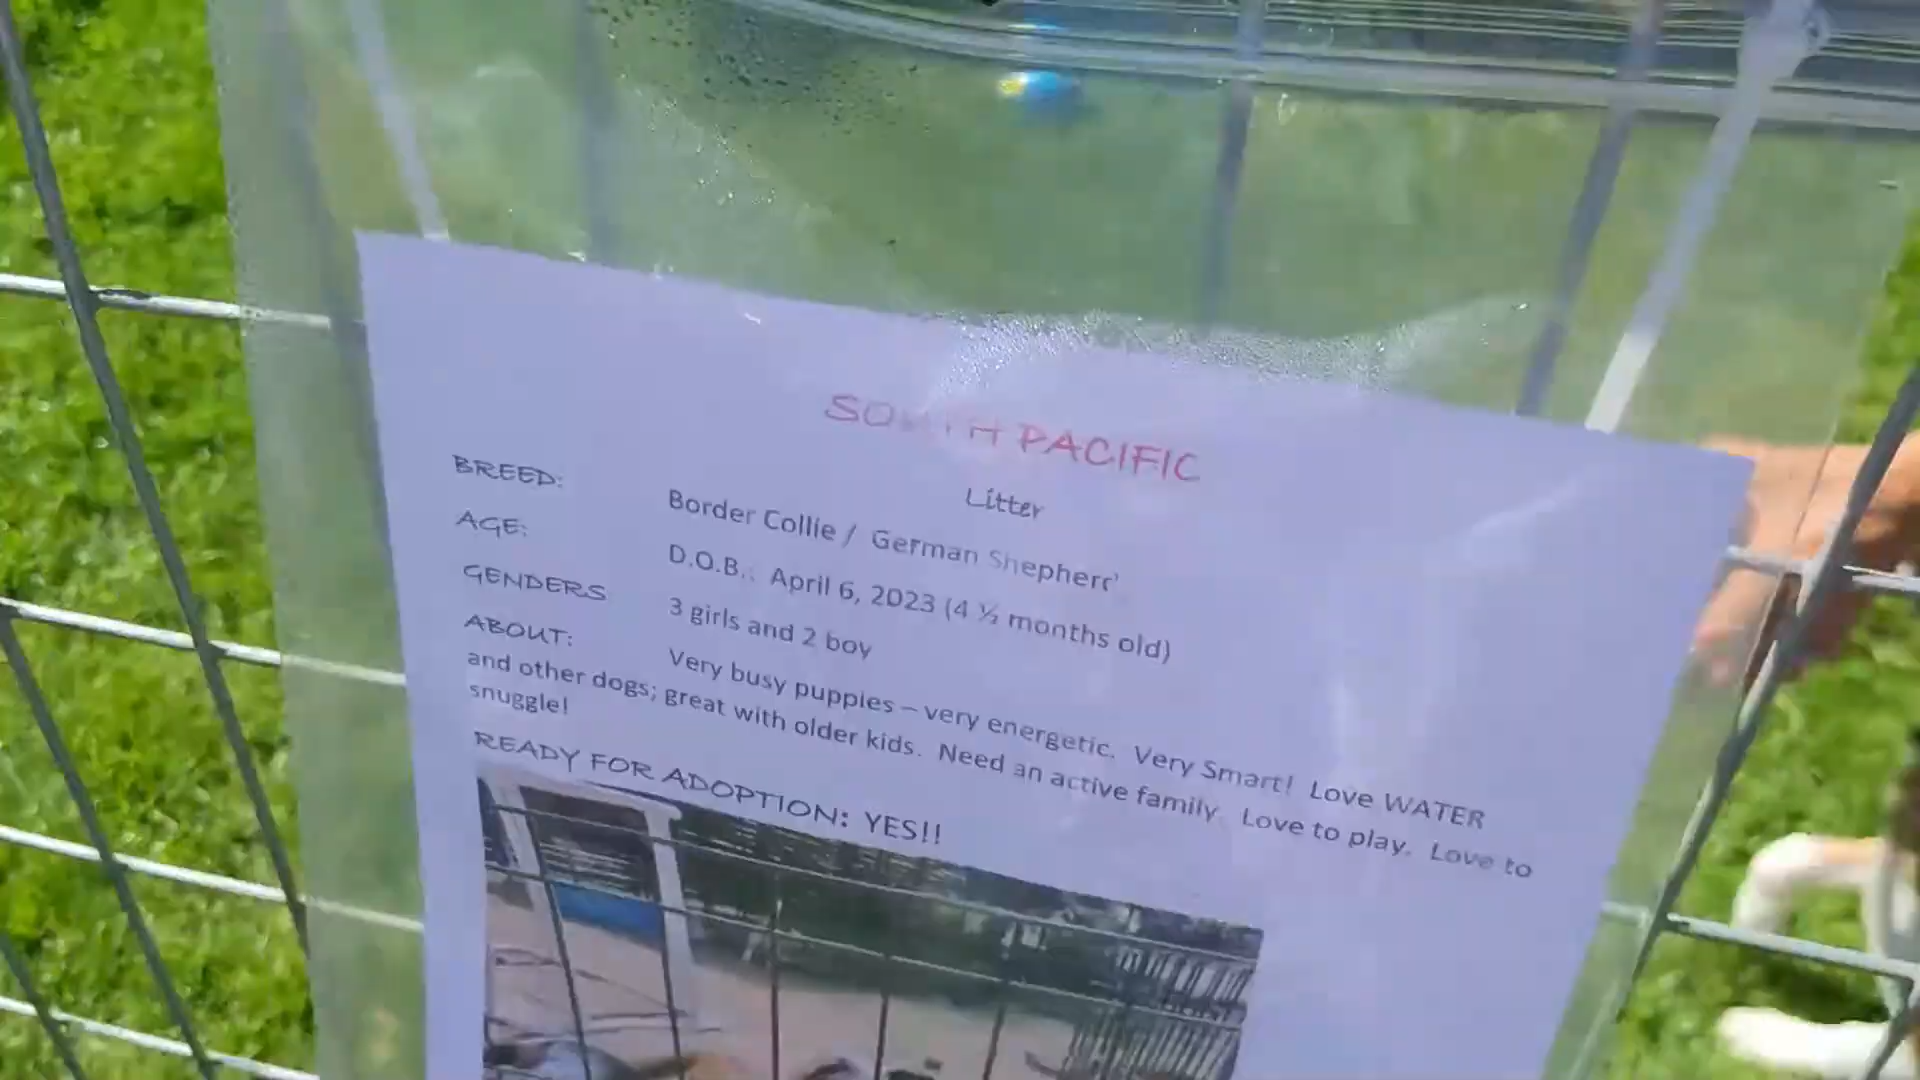 SOUTH PACIFIC
Litter
BREED: Border Collie / German Shepherd
AGE: D.O.B.: April 6, 2023 (4 ½ months old)
GENDERS 3 girls and 2 boy
ABOUT: Very busy puppies – very energetic. Very Smart! Love WATER
and other dogs; great with older kids. Need an active family. Love to play. Love to
snuggle!
READY FOR ADOPTION: YES!!